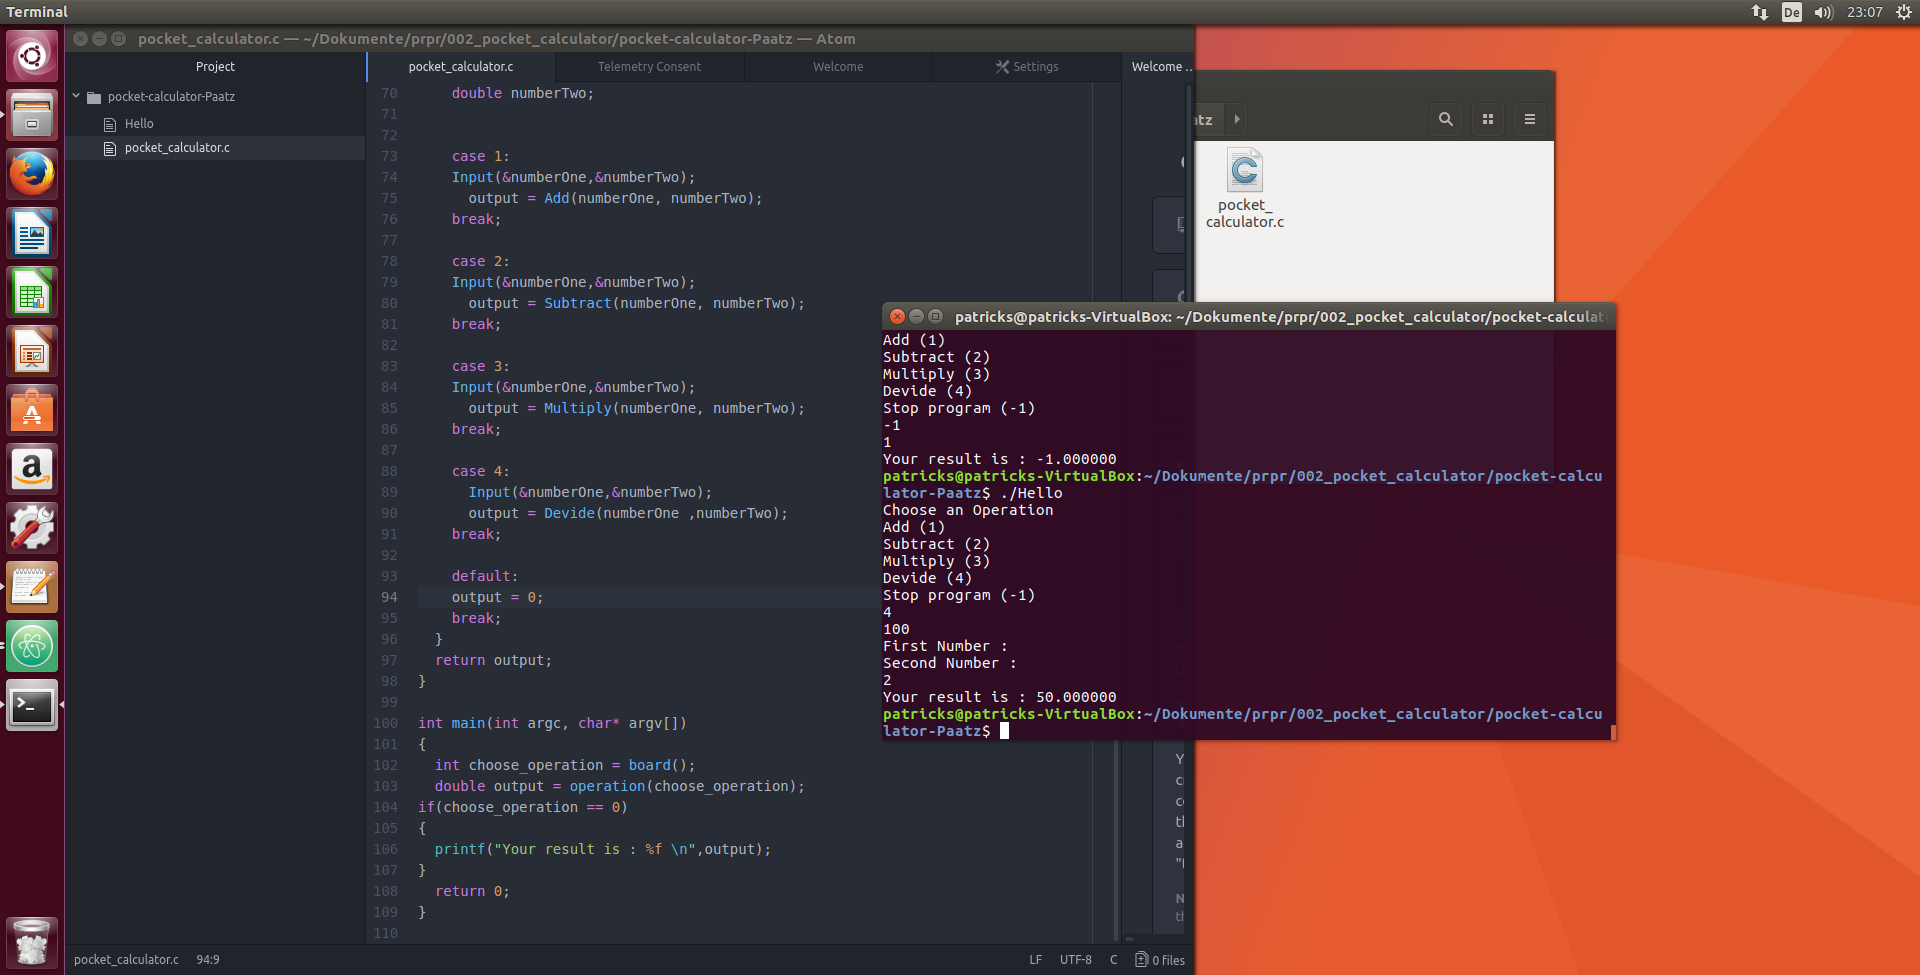 Terminal
De
23:07
pocket_calculator.c — ~/Dokumente/prpr/002_pocket_calculator/pocket-calculator-Paatz — Atom
Project
pocket-calculator-Paatz
Hello
pocket_calculator.c
pocket_calculator.c
Telemetry Consent
Welcome
Settings
Welcome ..
70 double numberTwo;
71
72
73 case 1:
74 Input(&numberOne,&numberTwo);
75 output = Add(numberOne, numberTwo);
76 break;
77
78 case 2:
79 Input(&numberOne,&numberTwo);
80 output = Subtract(numberOne, numberTwo);
81 break;
82
83 case 3:
84 Input(&numberOne,&numberTwo);
85 output = Multiply(numberOne, numberTwo);
86 break;
87
88 case 4:
89 Input(&numberOne,&numberTwo);
90 output = Devide(numberOne ,numberTwo);
91 break;
92
93 default:
94 output = 0;
95 break;
96 }
97 return output;
98 }
99
100 int main(int argc, char* argv[])
101 {
102 int choose_operation = board();
103 double output = operation(choose_operation);
104 if(choose_operation == 0)
105 {
106 printf("Your result is : %f \n",output);
107 }
108 return 0;
109 }
110
pocket_calculator.c 94:9
LF UTF-8 C 0 files
atz
pocket_
calculator.c
patricks@patricks-VirtualBox: ~/Dokumente/prpr/002_pocket_calculator/pocket-calculat
Add (1)
Subtract (2)
Multiply (3)
Devide (4)
Stop program (-1)
-1
1
Your result is : -1.000000
patricks@patricks-VirtualBox:~/Dokumente/prpr/002_pocket_calculator/pocket-calcu
lator-Paatz$ ./Hello
Choose an Operation
Add (1)
Subtract (2)
Multiply (3)
Devide (4)
Stop program (-1)
4
100
First Number :
Second Number :
2
Your result is : 50.000000
patricks@patricks-VirtualBox:~/Dokumente/prpr/002_pocket_calculator/pocket-calcu
lator-Paatz$